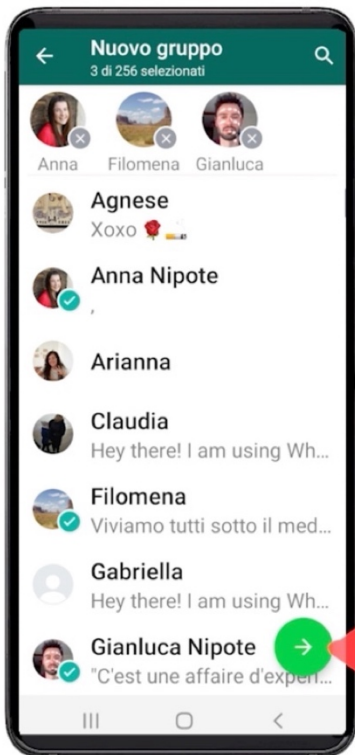 Nuovo gruppo
3 di 256 selezionati
Anna Filomena Gianluca
Agnese
Xoxo 🌹🚬
Anna Nipote
,
Arianna
Claudia
Hey there! I am using Wh...
Filomena
Viviamo tutti sotto il med...
Gabriella
Hey there! I am using Wh...
Gianluca Nipote
"C'est une affaire d'experi...